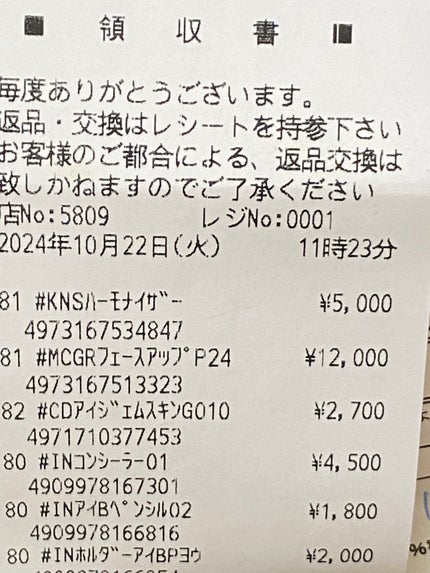 ■ 領 収 書 ■
毎度ありがとうございます。
返品・交換はレシートを持参下さい
お客様のご都合による、返品交換は
致しかねますのでご了承ください
店No:5809 レジNo:0001
2024年10月22日(火) 11時23分
81 #KNSハーモナイザー ¥5,000
4973167534847
81 #MCGRフェースアップP24 ¥12,000
4973167513323
82 #CDアイジェムスキンG010 ¥2,700
4971710377453
80 #INコンシーラー01 ¥4,500
4909978167301
80 #INアイBペンシル02 ¥1,800
4909978166816
80 #INホルダーアイBPヨウ ¥2,000